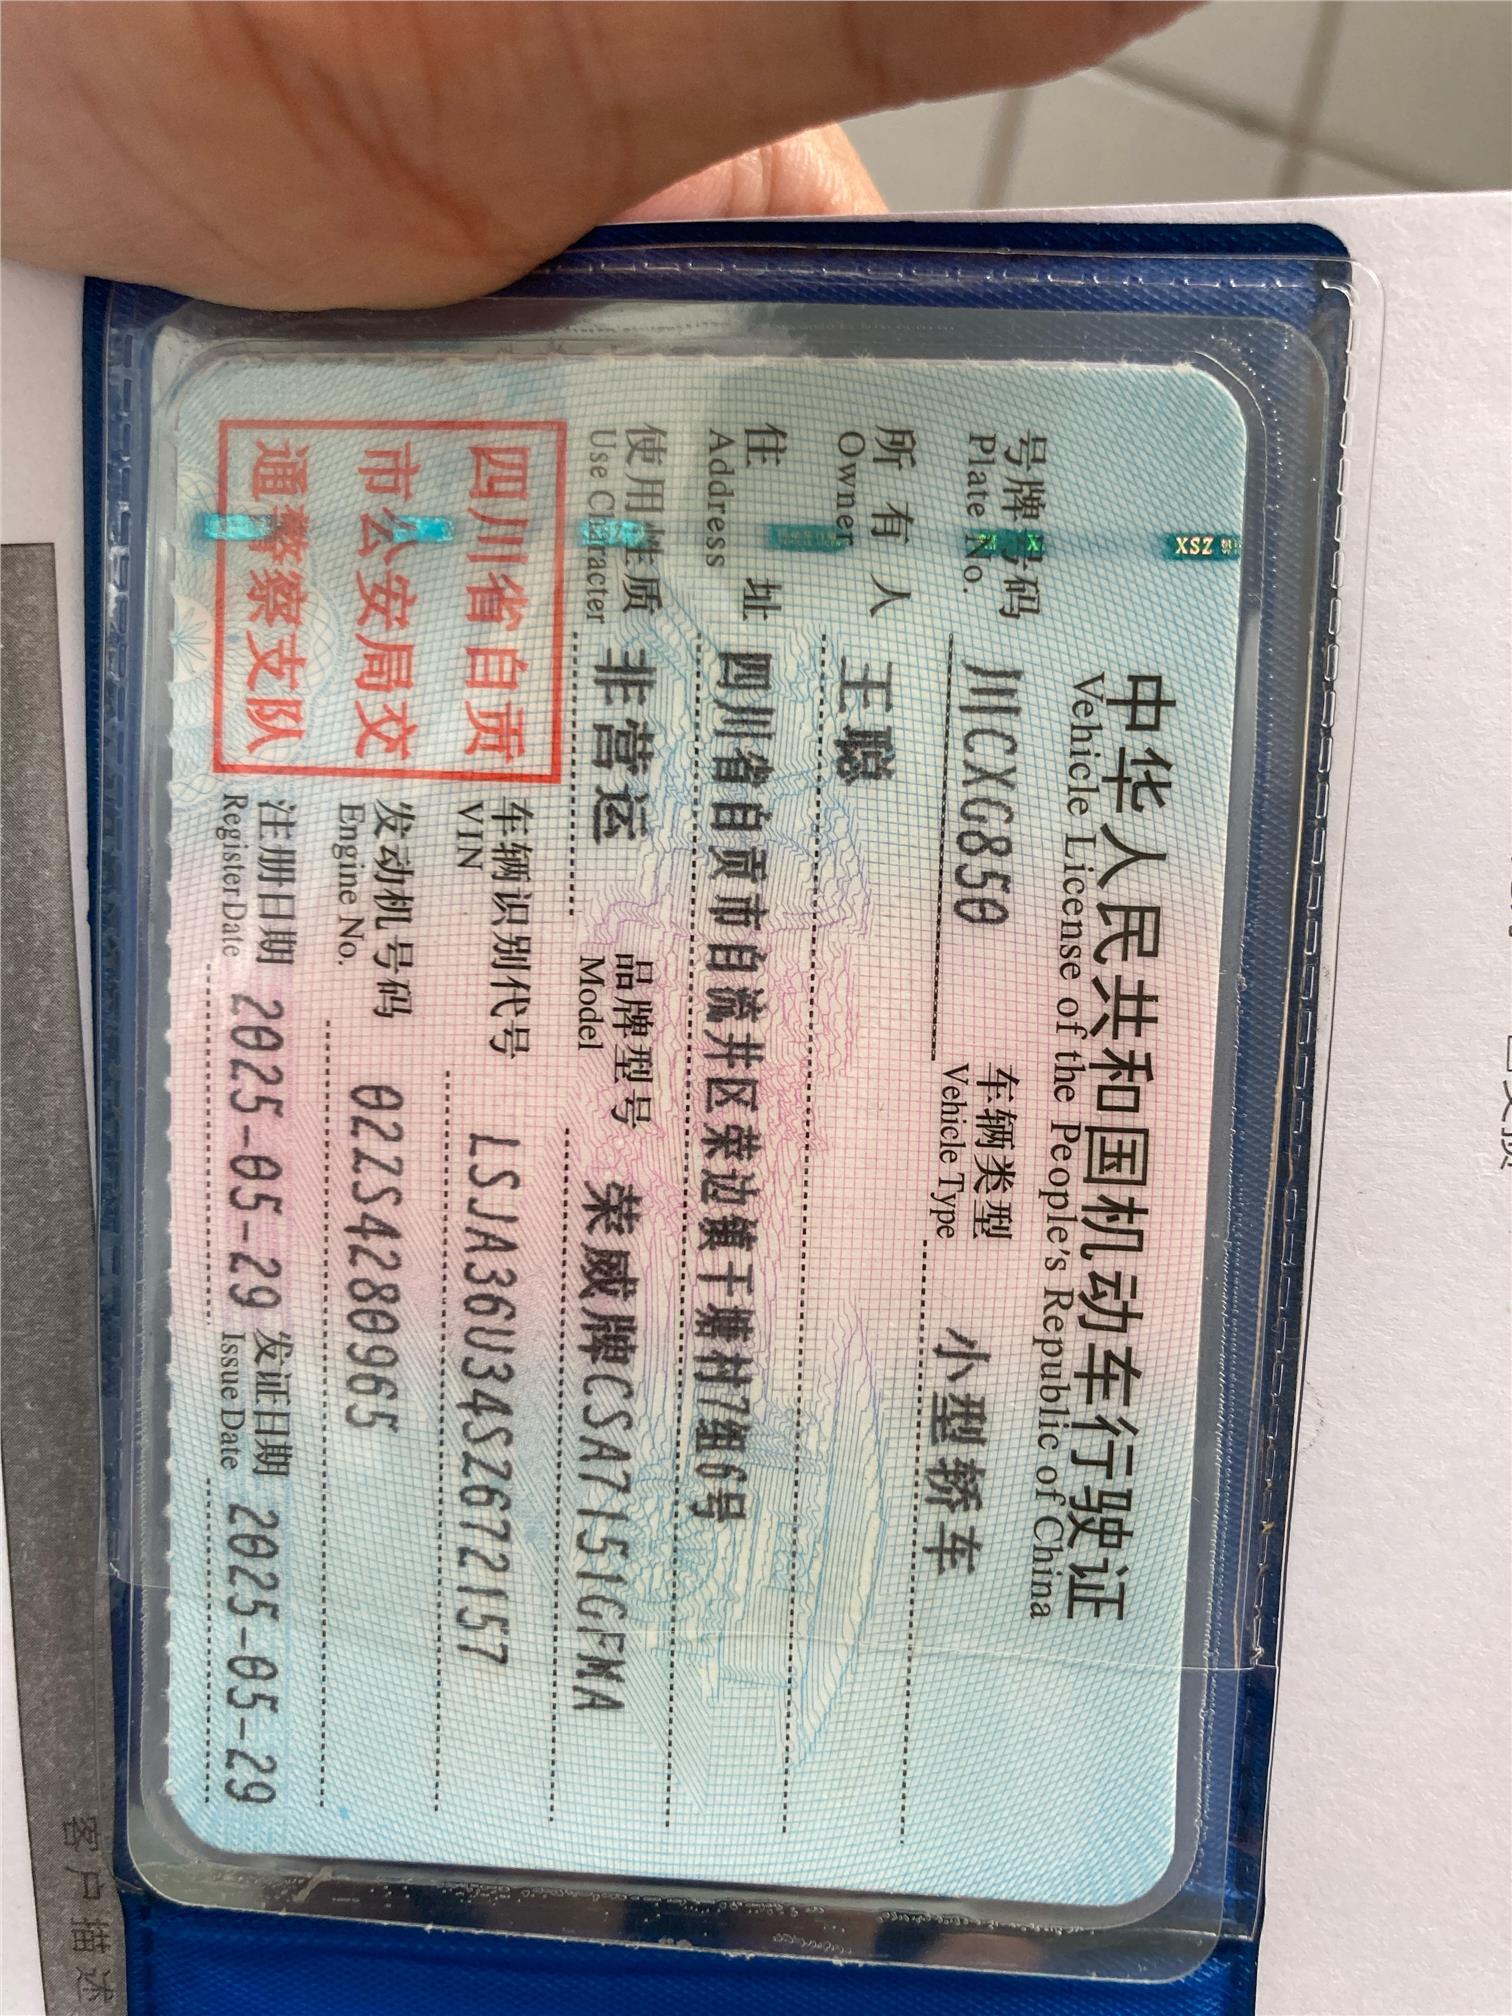 中华人民共和国机动车行驶证
Vehicle License of the People's Republic of China
号牌号码 川CXG850 车辆类型 小型轿车
Plate No. Vehicle Type
所有人 王聪
Owner
住址 四川省自贡市自流井区荣边镇干塘村7组6号
Address
使用性质 非营运 品牌型号 荣威牌CSA7151GFMA
Use Character Model
四川省自贡
市公安局交
通警察支队
车辆识别代号 LSJA36U34SZ672157
VIN
发动机号码 022S4280965
Engine No.
注册日期 2025-05-29 发证日期 2025-05-29
Register Date Issue Date
XSZ
客户描述